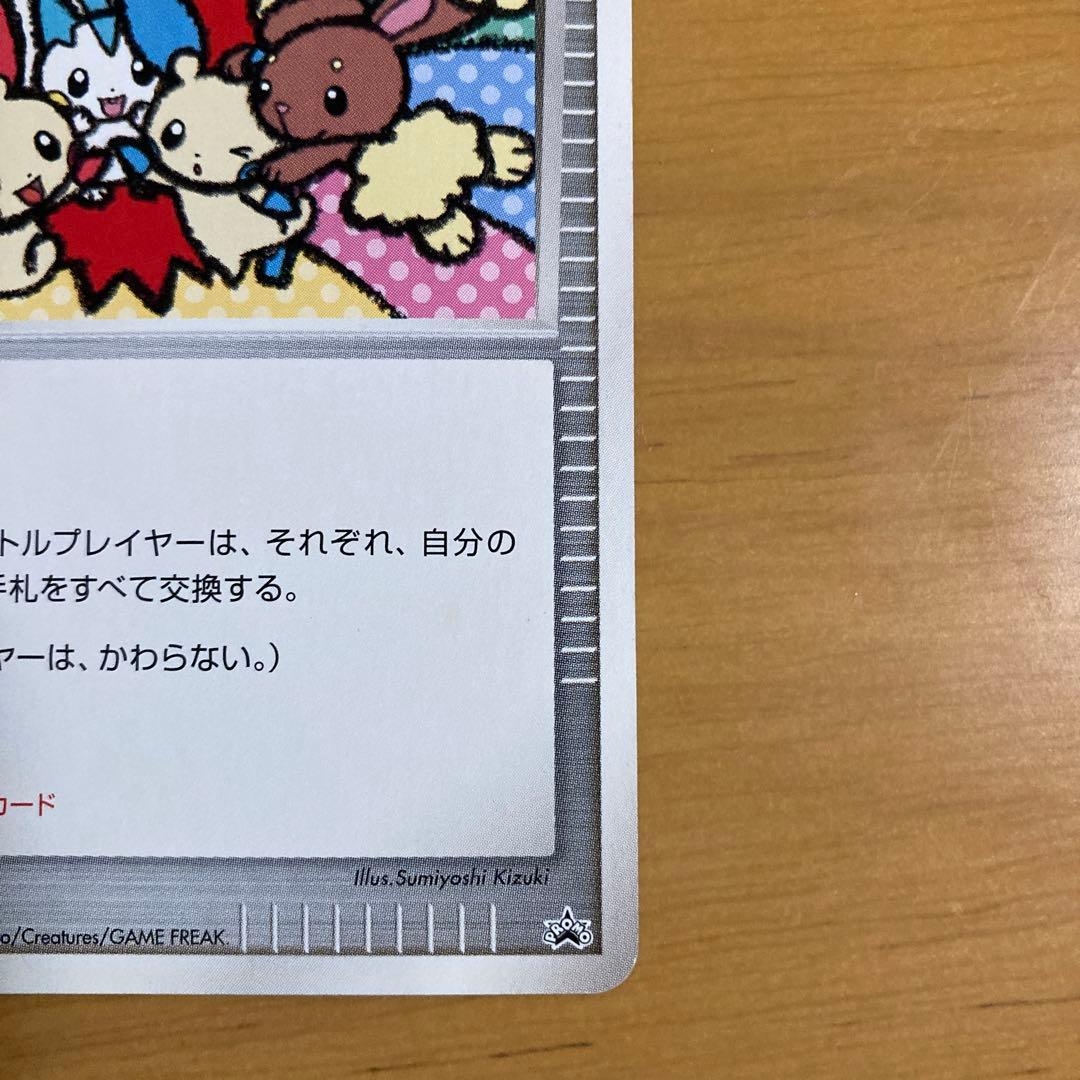 トルプレイヤーは、それぞれ、自分の
手札をすべて交換する。
ヤーは、かわらない。)
カード
Illus.Sumiyoshi Kizuki
o/Creatures/GAME FREAK.
PROMO